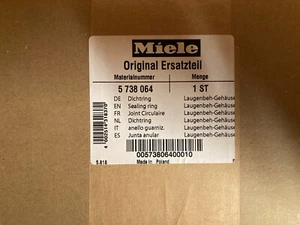 Miele
Original Ersatzteil
Materialnummer Menge
5 738 064 1 ST
DE Dichtring Laugenbeh-Gehäuse
EN Sealing ring Laugenbeh-Gehäuse
FR Joint Circulaire Laugenbeh-Gehäuse
NL Dichtring Laugenbeh-Gehäuse
IT anello guarniz. Laugenbeh-Gehäuse
ES Junta anular Laugenbeh-Gehäuse
00573806400010
Made in Poland